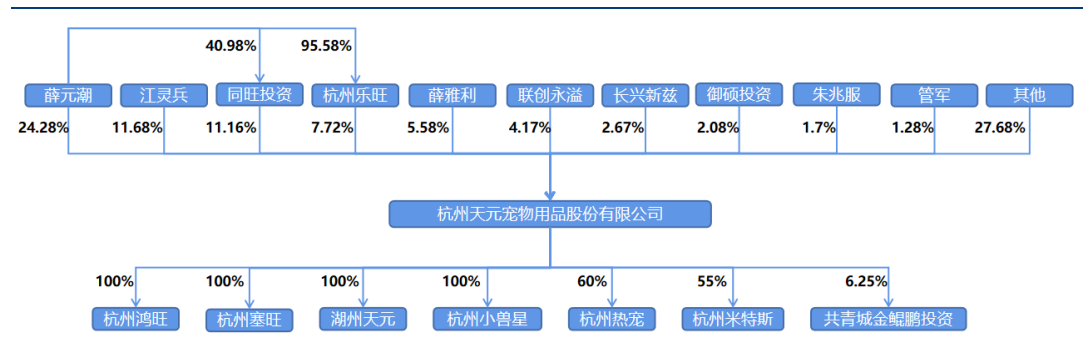 40.98% 95.58%
薛元潮 江灵兵 同旺投资 杭州乐旺 薛雅利 联创永溢 长兴新兹 御硕投资 朱兆服 管军 其他
24.28% 11.68% 11.16% 7.72% 5.58% 4.17% 2.67% 2.08% 1.7% 1.28% 27.68%
杭州天元宠物用品股份有限公司
100% 100% 100% 100% 60% 55% 6.25%
杭州鸿旺 杭州塞旺 湖州天元 杭州小兽星 杭州热宠 杭州米特斯 共青城金鲲鹏投资